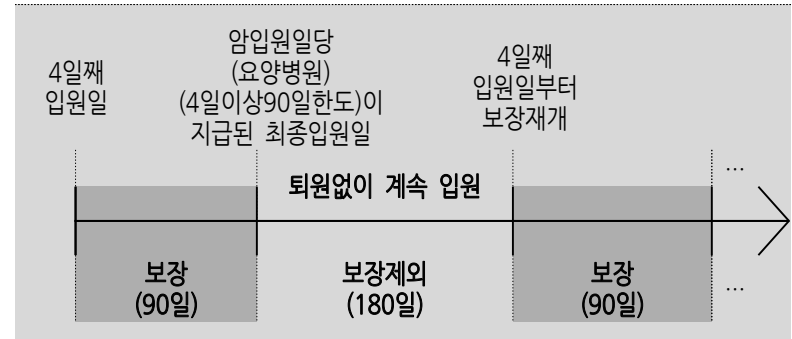 4일째
입원일
암입원일당
(요양병원)
(4일이상90일한도)이
지급된 최종입원일
4일째
입원일부터
보장재개
…
퇴원없이 계속 입원
보장
(90일)
보장제외
(180일)
보장
(90일)
…